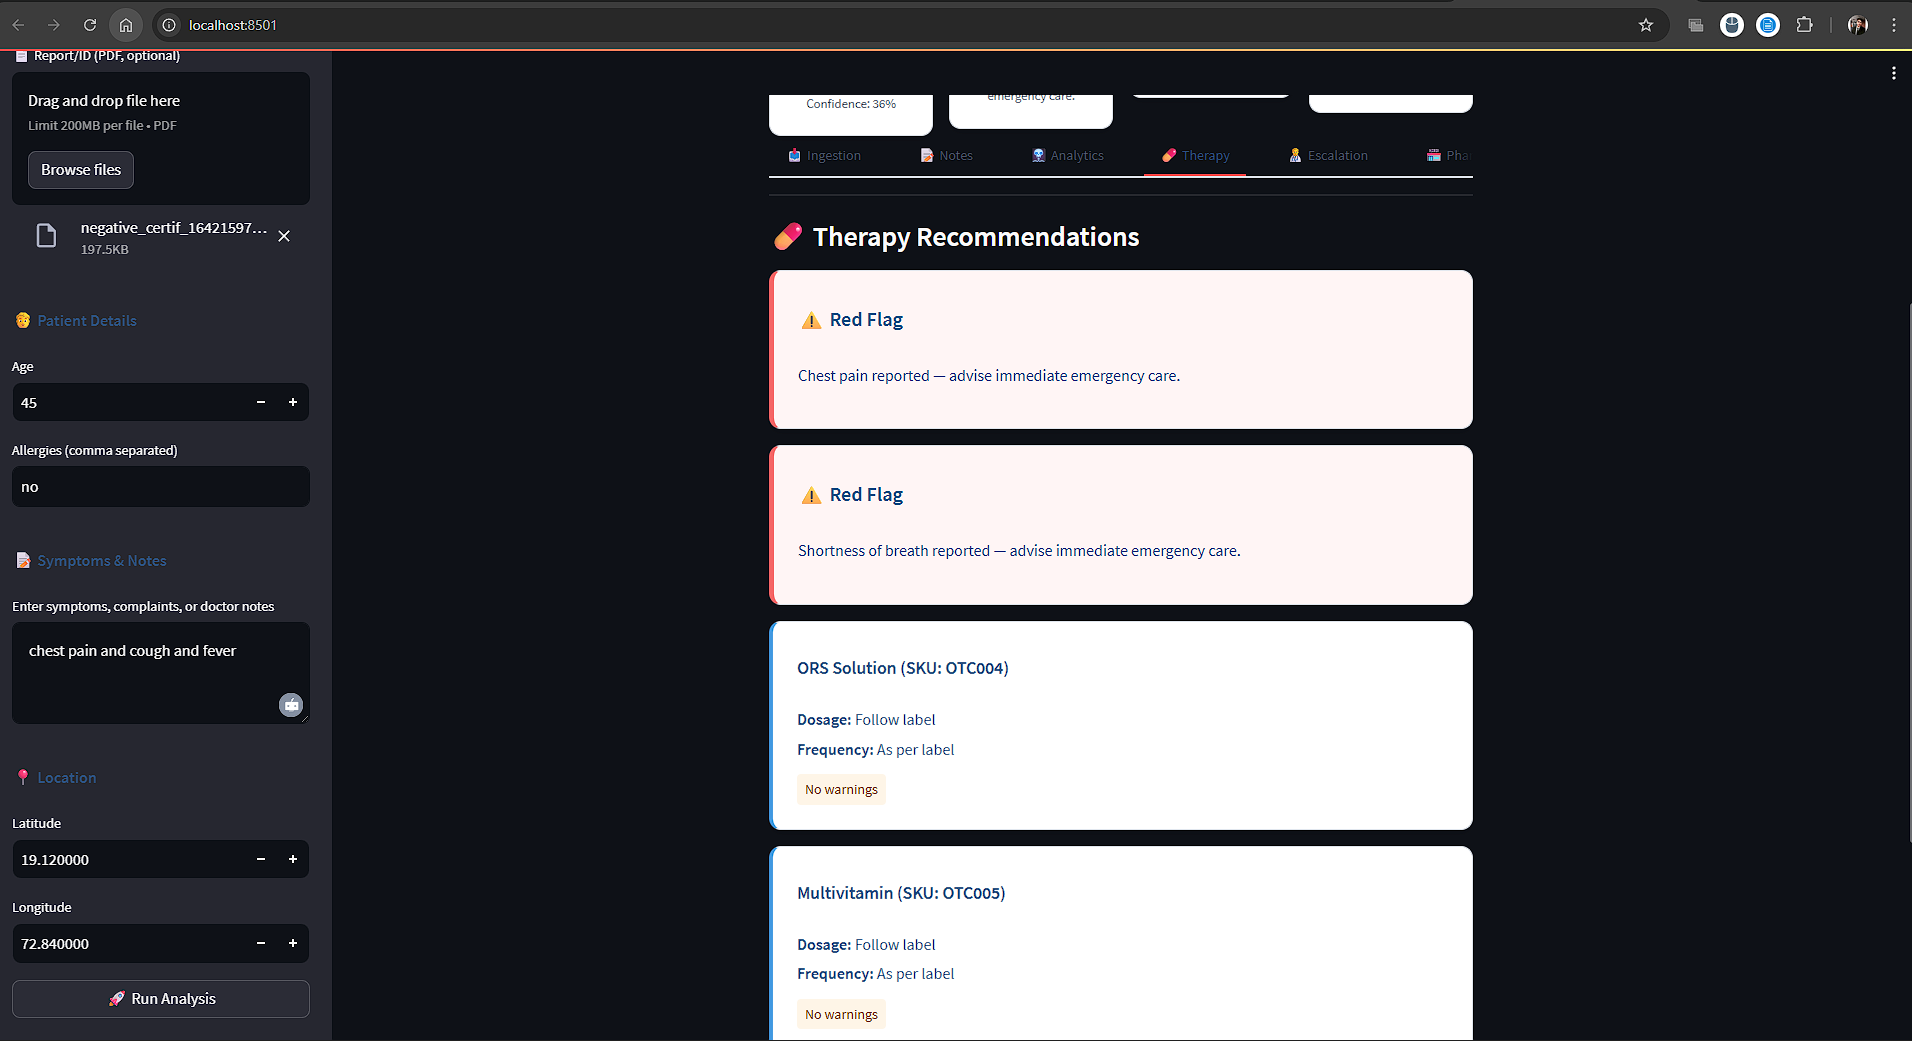 localhost:8501
Report/ID (PDF, optional)
Drag and drop file here
Limit 200MB per file • PDF
Browse files
negative_certif_16421597...
197.5KB
Patient Details
Age
45
Allergies (comma separated)
no
Symptoms & Notes
Enter symptoms, complaints, or doctor notes
chest pain and cough and fever
Location
Latitude
19.120000
Longitude
72.840000
Run Analysis
Confidence: 36%
emergency care.
Ingestion
Notes
Analytics
Therapy
Escalation
Pha
Therapy Recommendations
Red Flag
Chest pain reported — advise immediate emergency care.
Red Flag
Shortness of breath reported — advise immediate emergency care.
ORS Solution (SKU: OTC004)
Dosage: Follow label
Frequency: As per label
No warnings
Multivitamin (SKU: OTC005)
Dosage: Follow label
Frequency: As per label
No warnings